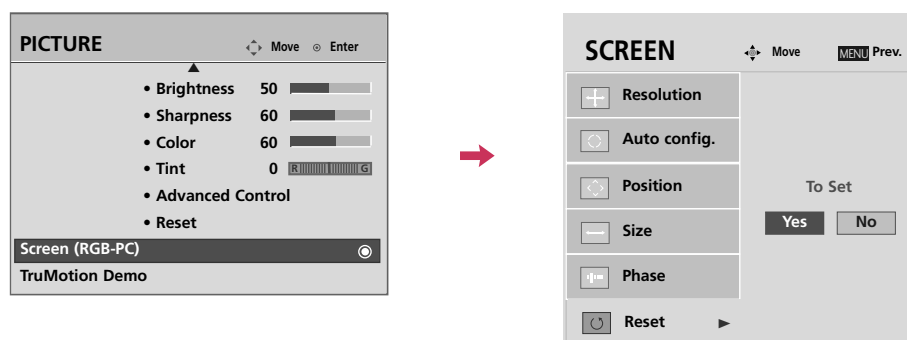 PICTURE
Move Enter
• Brightness 50
• Sharpness 60
• Color 60
• Tint 0 R G
• Advanced Control
• Reset
Screen (RGB-PC)
TruMotion Demo
SCREEN
Move MENU Prev.
Resolution
Auto config.
Position
Size
Phase
Reset
To Set
Yes No